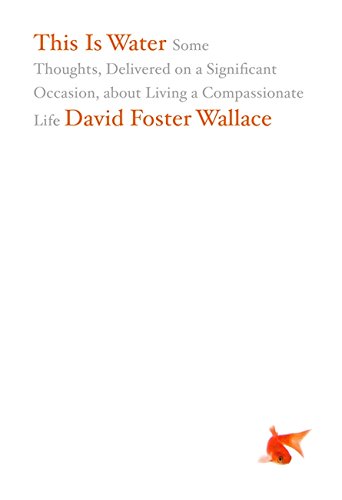 This Is Water Some
Thoughts, Delivered on a Significant
Occasion, about Living a Compassionate
Life David Foster Wallace